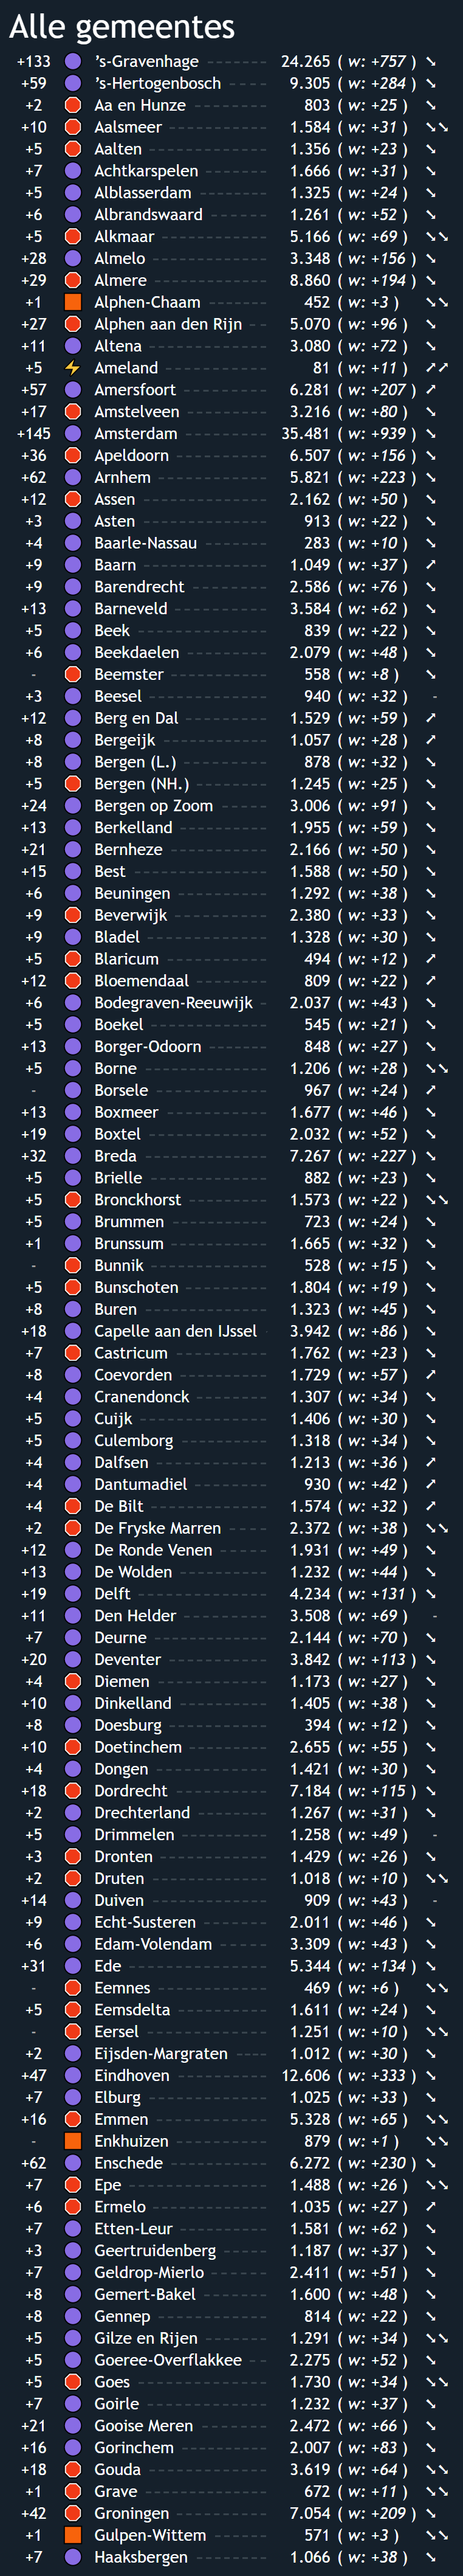 Alle gemeentes
+133 's-Gravenhage 24.265 ( w: +757 )
+59 's-Hertogenbosch 9.305 ( w: +284 )
+2 Aa en Hunze 803 ( w: +25 )
+10 Aalsmeer 1.584 ( w: +31 )
+5 Aalten 1.356 ( w: +23 )
+7 Achtkarspelen 1.666 ( w: +31 )
+5 Alblasserdam 1.325 ( w: +24 )
+6 Albrandswaard 1.261 ( w: +52 )
+5 Alkmaar 5.166 ( w: +69 )
+28 Almelo 3.348 ( w: +156 )
+29 Almere 8.860 ( w: +194 )
+1 Alphen-Chaam 452 ( w: +3 )
+27 Alphen aan den Rijn 5.070 ( w: +96 )
+11 Altena 3.080 ( w: +72 )
+5 Ameland 81 ( w: +11 )
+57 Amersfoort 6.281 ( w: +207 )
+17 Amstelveen 3.216 ( w: +80 )
+145 Amsterdam 35.481 ( w: +939 )
+36 Apeldoorn 6.507 ( w: +156 )
+62 Arnhem 5.821 ( w: +223 )
+12 Assen 2.162 ( w: +50 )
+3 Asten 913 ( w: +22 )
+4 Baarle-Nassau 283 ( w: +10 )
+9 Baarn 1.049 ( w: +37 )
+9 Barendrecht 2.586 ( w: +76 )
+13 Barneveld 3.584 ( w: +62 )
+5 Beek 839 ( w: +22 )
+6 Beekdaelen 2.079 ( w: +48 )
- Beemster 558 ( w: +8 )
+3 Beesel 940 ( w: +32 ) -
+12 Berg en Dal 1.529 ( w: +59 )
+8 Bergeijk 1.057 ( w: +28 )
+8 Bergen (L.) 878 ( w: +32 )
+5 Bergen (NH.) 1.245 ( w: +25 )
+24 Bergen op Zoom 3.006 ( w: +91 )
+13 Berkelland 1.955 ( w: +59 )
+21 Bernheze 2.166 ( w: +50 )
+15 Best 1.588 ( w: +50 )
+6 Beuningen 1.292 ( w: +38 )
+9 Beverwijk 2.380 ( w: +33 )
+9 Bladel 1.328 ( w: +30 )
+5 Blaricum 494 ( w: +12 )
+12 Bloemendaal 809 ( w: +22 )
+6 Bodegraven-Reeuwijk 2.037 ( w: +43 )
+5 Boekel 545 ( w: +21 )
+13 Borger-Odoorn 848 ( w: +27 )
+5 Borne 1.206 ( w: +28 )
- Borsele 967 ( w: +24 )
+13 Boxmeer 1.677 ( w: +46 )
+19 Boxtel 2.032 ( w: +52 )
+32 Breda 7.267 ( w: +227 )
+5 Brielle 882 ( w: +23 )
+5 Bronckhorst 1.573 ( w: +22 )
+5 Brummen 723 ( w: +24 )
+1 Brunssum 1.665 ( w: +32 )
- Bunnik 528 ( w: +15 )
+5 Bunschoten 1.804 ( w: +19 )
+8 Buren 1.323 ( w: +45 )
+18 Capelle aan den IJssel 3.942 ( w: +86 )
+7 Castricum 1.762 ( w: +23 )
+8 Coevorden 1.729 ( w: +57 )
+4 Cranendonck 1.307 ( w: +34 )
+5 Cuijk 1.406 ( w: +30 )
+5 Culemborg 1.318 ( w: +34 )
+4 Dalfsen 1.213 ( w: +36 )
+4 Dantumadiel 930 ( w: +42 )
+4 De Bilt 1.574 ( w: +32 )
+2 De Fryske Marren 2.372 ( w: +38 )
+12 De Ronde Venen 1.931 ( w: +49 )
+13 De Wolden 1.232 ( w: +44 )
+19 Delft 4.234 ( w: +131 )
+11 Den Helder 3.508 ( w: +69 ) -
+7 Deurne 2.144 ( w: +70 )
+20 Deventer 3.842 ( w: +113 )
+4 Diemen 1.173 ( w: +27 )
+10 Dinkelland 1.405 ( w: +38 )
+8 Doesburg 394 ( w: +12 )
+10 Doetinchem 2.655 ( w: +55 )
+4 Dongen 1.421 ( w: +30 )
+18 Dordrecht 7.184 ( w: +115 )
+2 Drechterland 1.267 ( w: +31 )
+5 Drimmelen 1.258 ( w: +49 ) -
+3 Dronten 1.429 ( w: +26 )
+2 Druten 1.018 ( w: +10 )
+14 Duiven 909 ( w: +43 ) -
+9 Echt-Susteren 2.011 ( w: +46 )
+6 Edam-Volendam 3.309 ( w: +43 )
+31 Ede 5.344 ( w: +134 )
- Eemnes 469 ( w: +6 )
+5 Eemsdelta 1.611 ( w: +24 )
- Eersel 1.251 ( w: +10 )
+2 Eijsden-Margraten 1.012 ( w: +30 )
+47 Eindhoven 12.606 ( w: +333 )
+7 Elburg 1.025 ( w: +33 )
+16 Emmen 5.328 ( w: +65 )
- Enkhuizen 879 ( w: +1 )
+62 Enschede 6.272 ( w: +230 )
+7 Epe 1.488 ( w: +26 )
+6 Ermelo 1.035 ( w: +27 )
+7 Etten-Leur 1.581 ( w: +62 )
+3 Geertruidenberg 1.187 ( w: +37 )
+7 Geldrop-Mierlo 2.411 ( w: +51 )
+8 Gemert-Bakel 1.600 ( w: +48 )
+8 Gennep 814 ( w: +22 )
+5 Gilze en Rijen 1.291 ( w: +34 )
+5 Goeree-Overflakkee 2.275 ( w: +52 )
+5 Goes 1.730 ( w: +34 )
+7 Goirle 1.232 ( w: +37 )
+21 Gooise Meren 2.472 ( w: +66 )
+16 Gorinchem 2.007 ( w: +83 )
+18 Gouda 3.619 ( w: +64 )
+1 Grave 672 ( w: +11 )
+42 Groningen 7.054 ( w: +209 )
+1 Gulpen-Wittem 571 ( w: +3 )
+7 Haaksbergen 1.066 ( w: +38 )